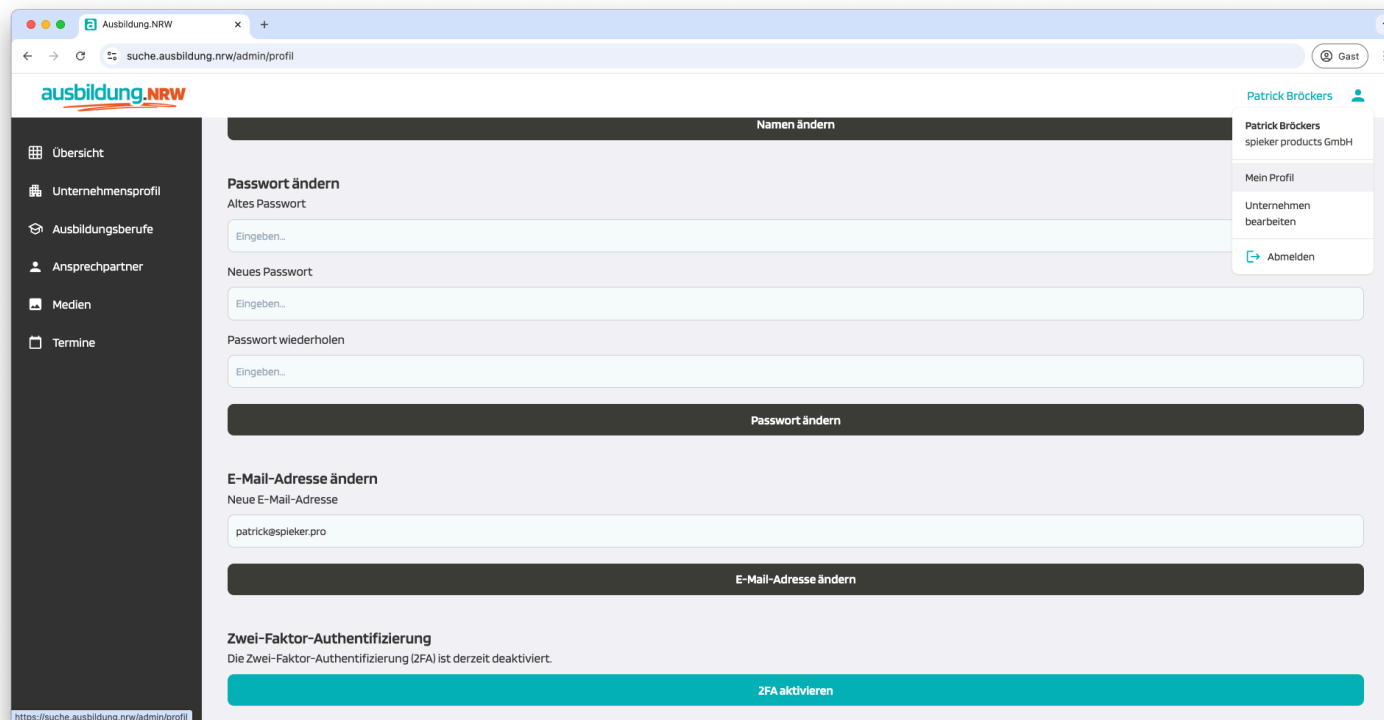 Ausbildung.NRW
suche.ausbildung.nrw/admin/profil
Gast
ausbildung.NRW
Patrick Bröckers
Patrick Bröckers
spieker products GmbH
Mein Profil
Unternehmen
bearbeiten
Abmelden
Übersicht
Unternehmensprofil
Ausbildungsberufe
Ansprechpartner
Medien
Termine
Namen ändern
Passwort ändern
Altes Passwort
Eingeben...
Neues Passwort
Eingeben...
Passwort wiederholen
Eingeben...
Passwort ändern
E-Mail-Adresse ändern
Neue E-Mail-Adresse
patrick@spieker.pro
E-Mail-Adresse ändern
Zwei-Faktor-Authentifizierung
Die Zwei-Faktor-Authentifizierung (2FA) ist derzeit deaktiviert.
2FA aktivieren
https://suche.ausbildung.nrw/admin/profil